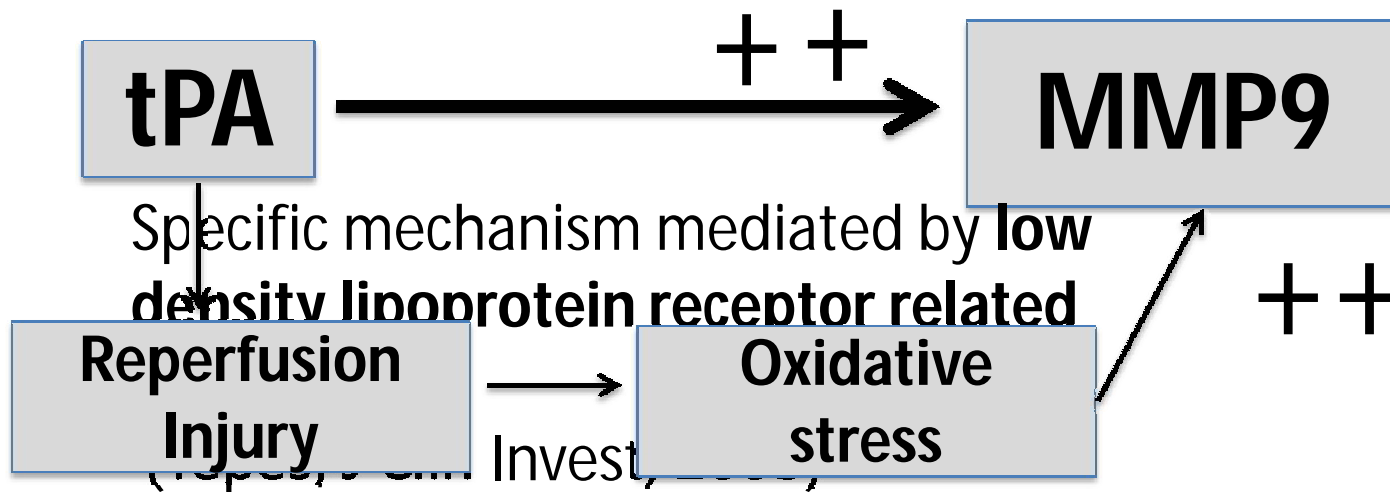 ++
tPA
MMP9
Specific mechanism mediated by low
density lipoprotein receptor related
++
Reperfusion
Injury
Oxidative
stress
Invest